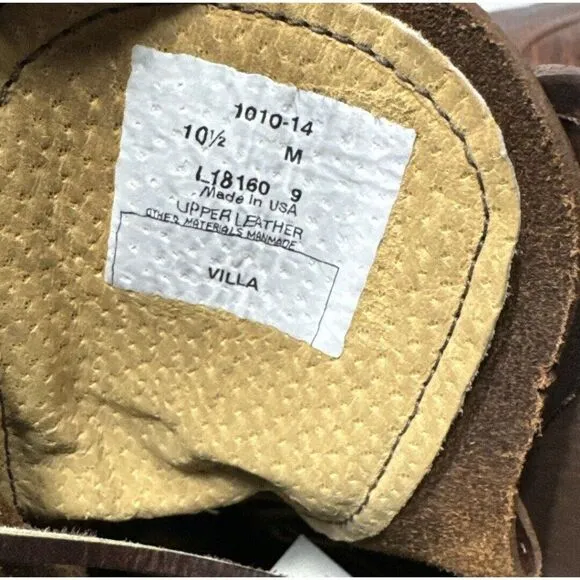 1010-14
10½ M
L18160 9
Made in USA
UPPER LEATHER
OTHER MATERIALS MANMADE
VILLA